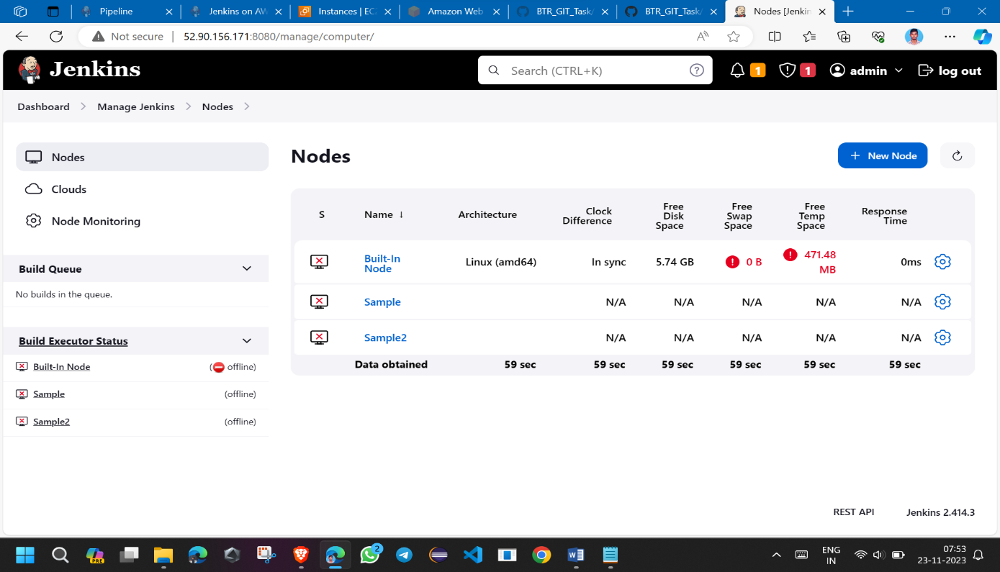 Pipeline
Jenkins on AW
Instances | EC2
Amazon Web
BTR_GIT_Task/
BTR_GIT_Task/
Nodes [Jenkin
Not secure
52.90.156.171:8080/manage/computer/
Jenkins
Search (CTRL+K)
1
1
admin
log out
Dashboard
Manage Jenkins
Nodes
Nodes
Clouds
Node Monitoring
Build Queue
No builds in the queue.
Build Executor Status
Built-In Node (offline)
Sample (offline)
Sample2 (offline)
Nodes
+ New Node
S Name ↓ Architecture Clock Difference Free Disk Space Free Swap Space Free Temp Space Response Time
Built-In Node Linux (amd64) In sync 5.74 GB 0 B 471.48 MB 0ms
Sample N/A N/A N/A N/A N/A
Sample2 N/A N/A N/A N/A N/A
Data obtained 59 sec 59 sec 59 sec 59 sec 59 sec 59 sec
REST API
Jenkins 2.414.3
PRE
2
ENG
IN
07:53
23-11-2023